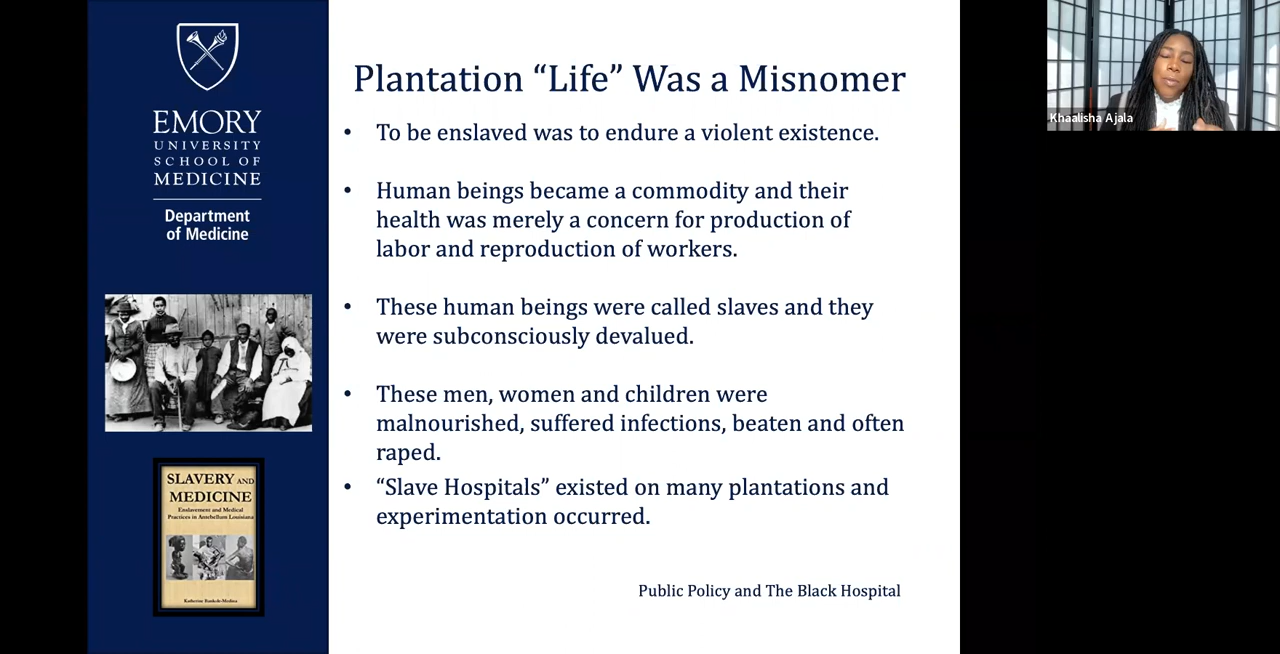 EMORY
UNIVERSITY
SCHOOL OF
MEDICINE
Department
of Medicine
SLAVERY AND
MEDICINE
Enslavement and Medical
Practices in Antebellum Louisiana
Katherine Bankole-Medina
Plantation “Life” Was a Misnomer
• To be enslaved was to endure a violent existence.
• Human beings became a commodity and their
health was merely a concern for production of
labor and reproduction of workers.
• These human beings were called slaves and they
were subconsciously devalued.
• These men, women and children were
malnourished, suffered infections, beaten and often
raped.
• “Slave Hospitals” existed on many plantations and
experimentation occurred.
Public Policy and The Black Hospital
Khaalisha Ajala